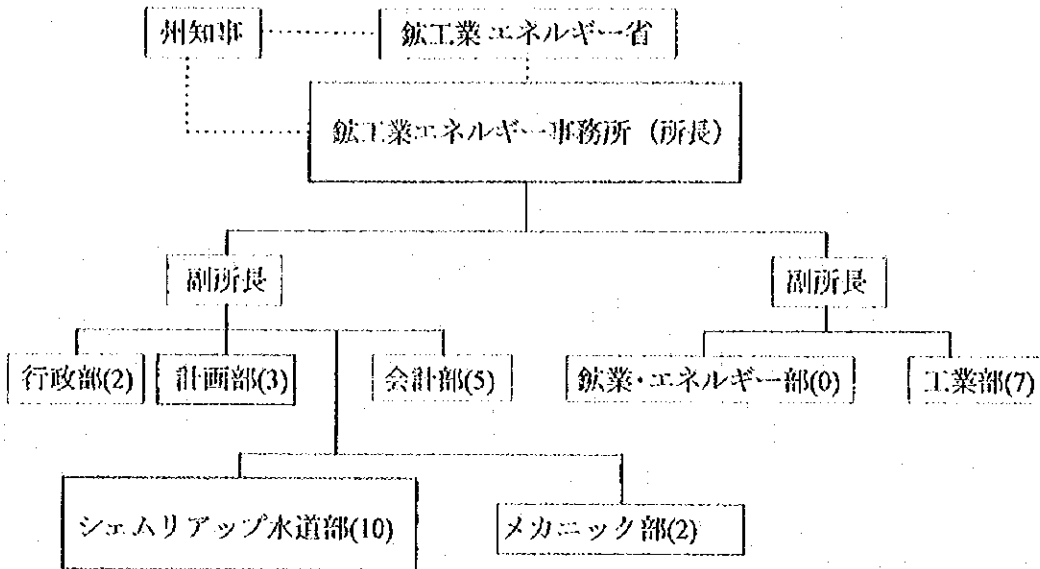 州知事
鉱工業エネルギー省
鉱工業エネルギー事務所（所長）
副所長
副所長
行政部(2)
計画部(3)
会計部(5)
鉱業・エネルギー部(0)
工業部(7)
シェムリアップ水道部(10)
メカニック部(2)